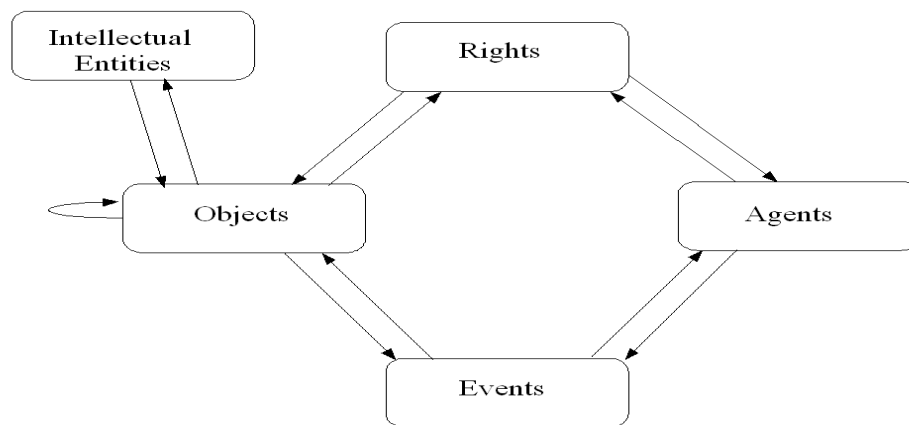 Intellectual
Entities
Rights
Objects
Agents
Events